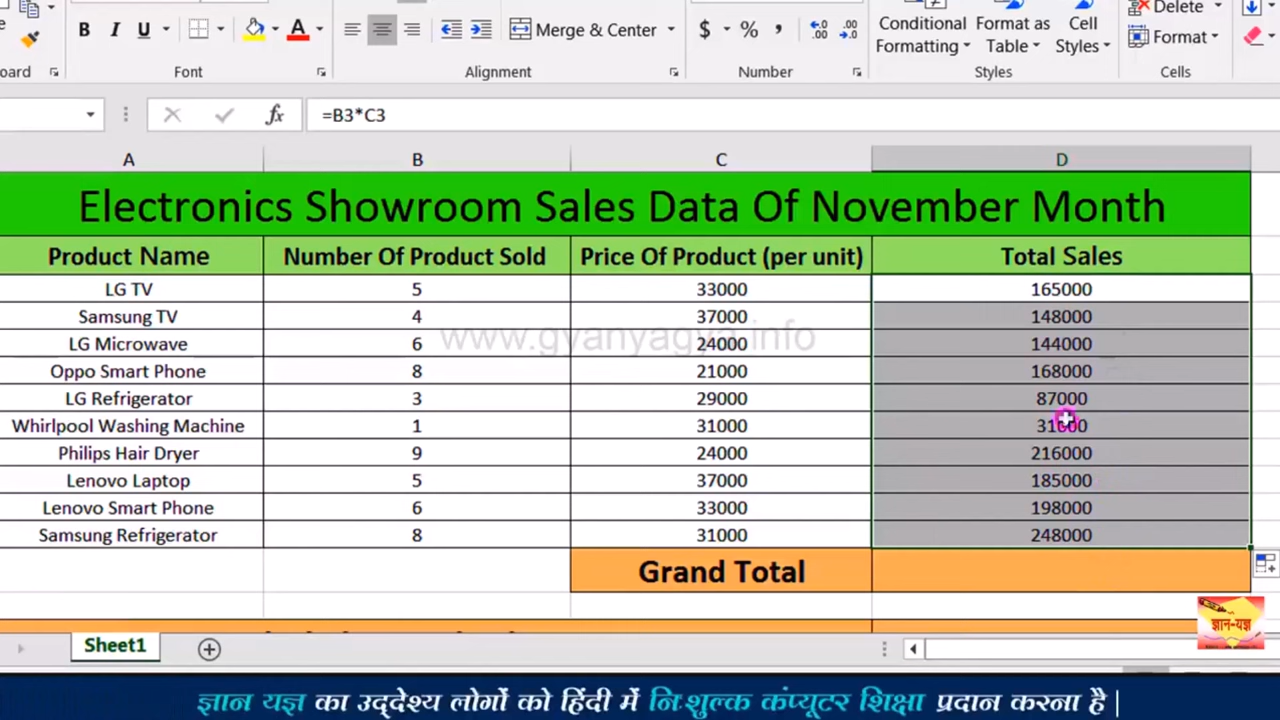 Delete
B I U
Merge & Center
$ % ,
.00
.00
Conditional Formatting
Format as Table
Cell Styles
Format
Font
Alignment
Number
Styles
Cells
fx =B3*C3
A B C D
Electronics Showroom Sales Data Of November Month
Product Name Number Of Product Sold Price Of Product (per unit) Total Sales
LG TV 5 33000 165000
Samsung TV 4 37000 148000
www.gyanyagya.info
LG Microwave 6 24000 144000
Oppo Smart Phone 8 21000 168000
LG Refrigerator 3 29000 87000
Whirlpool Washing Machine 1 31000 31000
Philips Hair Dryer 9 24000 216000
Lenovo Laptop 5 37000 185000
Lenovo Smart Phone 6 33000 198000
Samsung Refrigerator 8 31000 248000
Grand Total
ज्ञान-यज्ञ
Sheet1
ज्ञान यज्ञ का उद्देश्य लोगों को हिंदी में निःशुल्क कंप्यूटर शिक्षा प्रदान करना है |